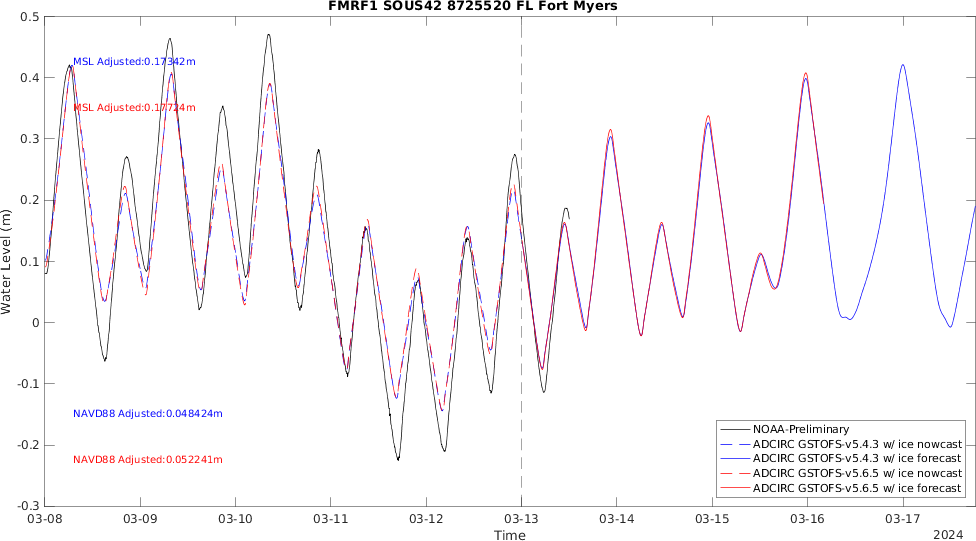 FMRF1 SOUS42 8725520 FL Fort Myers
0.5
0.4
0.3
0.2
0.1
0
-0.1
-0.2
-0.3
Water Level (m)
MSL Adjusted:0.17342m
MSL Adjusted:0.17724m
NAVD88 Adjusted:0.048424m
NAVD88 Adjusted:0.052241m
NOAA-Preliminary
ADCIRC GSTOFS-v5.4.3 w/ ice nowcast
ADCIRC GSTOFS-v5.4.3 w/ ice forecast
ADCIRC GSTOFS-v5.6.5 w/ ice nowcast
ADCIRC GSTOFS-v5.6.5 w/ ice forecast
03-08 03-09 03-10 03-11 03-12 03-13 03-14 03-15 03-16 03-17
Time
2024